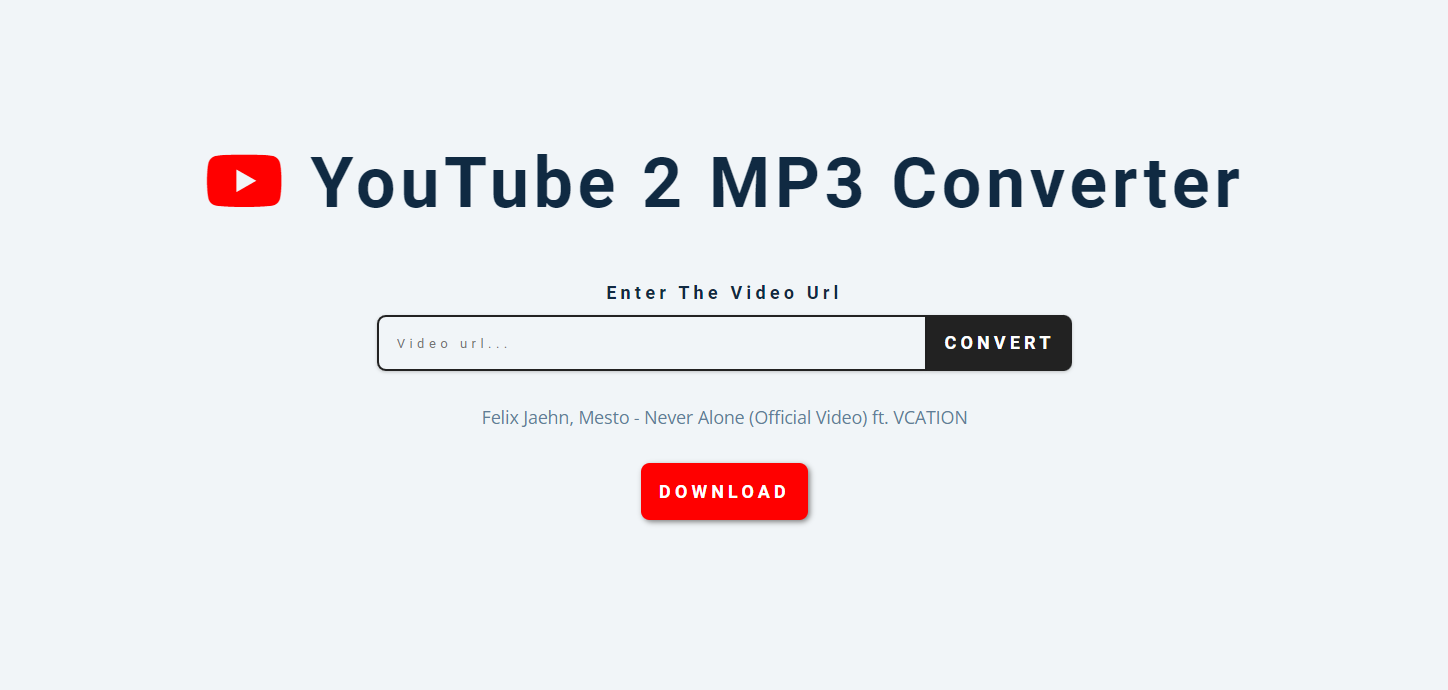 YouTube 2 MP3 Converter
Enter The Video Url
Video url...
CONVERT
Felix Jaehn, Mesto - Never Alone (Official Video) ft. VCATION
DOWNLOAD